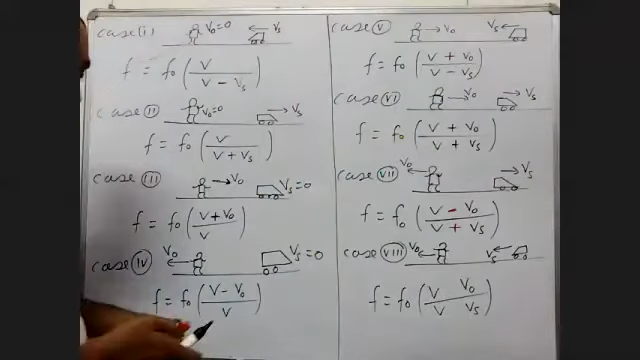 case (i) V₀=0 Vs
f = f₀ (V / V - Vs)
case (ii) V₀=0 Vs
f = f₀ (V / V + Vs)
case (iii) V₀ Vs=0
f = f₀ (V + V₀ / V)
case (iv) V₀ Vs=0
f = f₀ (V - V₀ / V)
case (v) V₀ Vs
f = f₀ (V + V₀ / V - Vs)
case (vi) V₀ Vs
f = f₀ (V + V₀ / V + Vs)
case (vii) V₀ Vs
f = f₀ (V - V₀ / V + Vs)
case (viii) V₀ Vs
f = f₀ (V V₀ / V Vs)